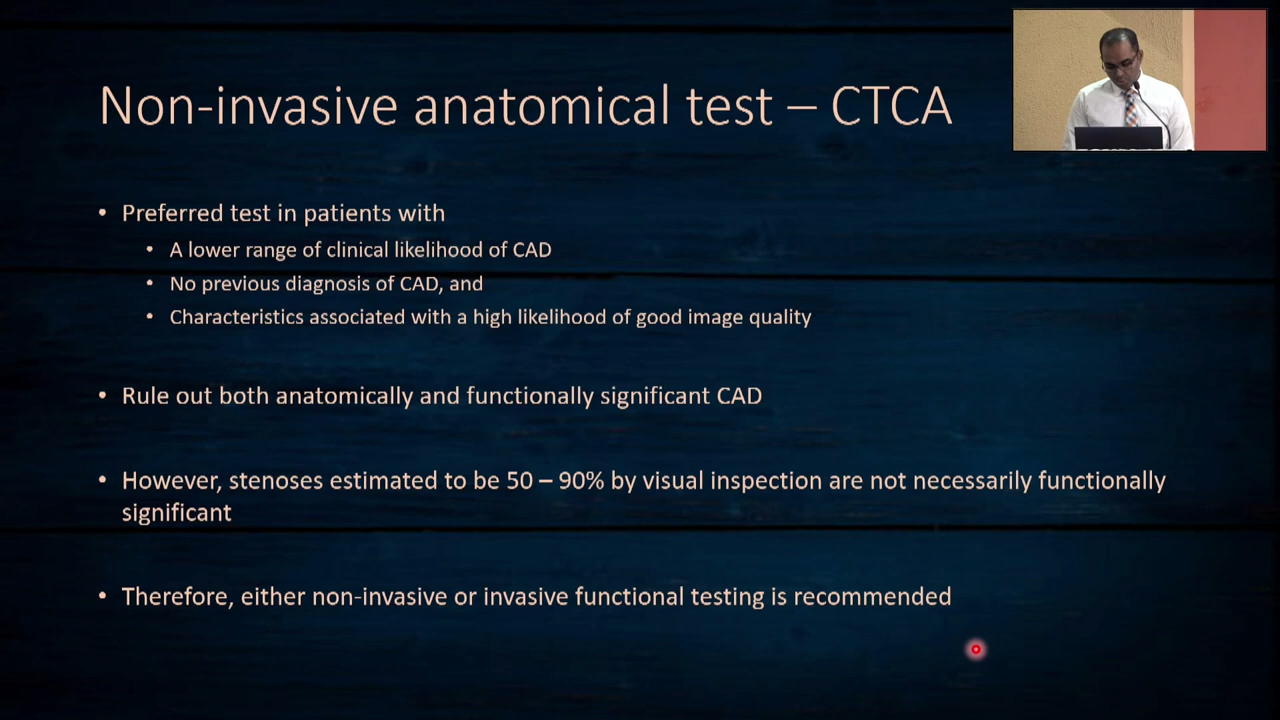 Non-invasive anatomical test – CTCA
• Preferred test in patients with
• A lower range of clinical likelihood of CAD
• No previous diagnosis of CAD, and
• Characteristics associated with a high likelihood of good image quality
• Rule out both anatomically and functionally significant CAD
• However, stenoses estimated to be 50 – 90% by visual inspection are not necessarily functionally
significant
• Therefore, either non-invasive or invasive functional testing is recommended